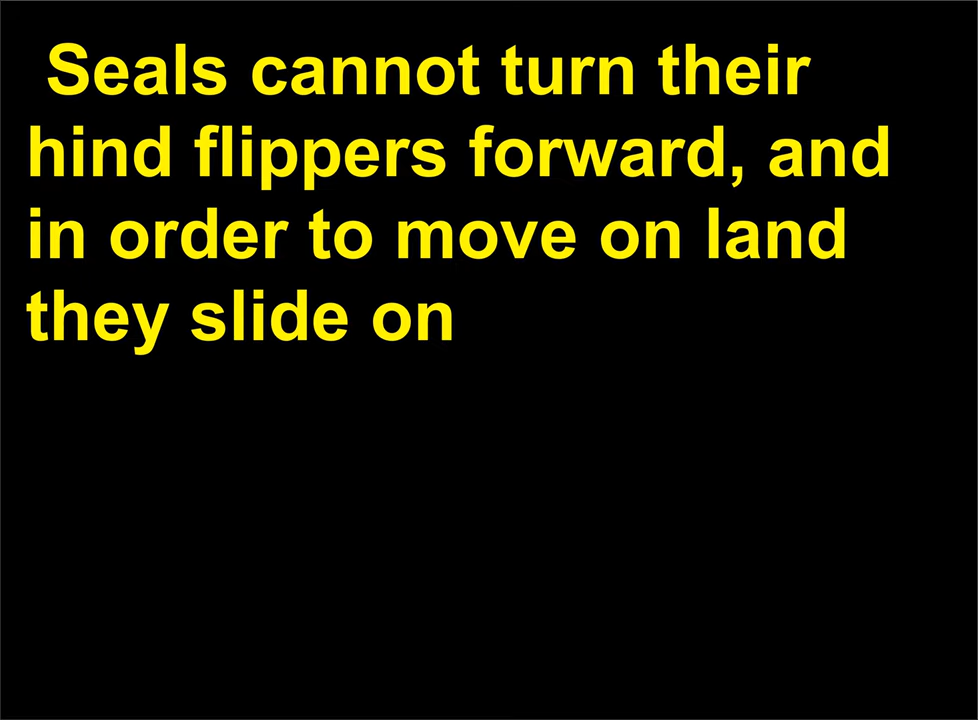 Seals cannot turn their
hind flippers forward, and
in order to move on land
they slide on